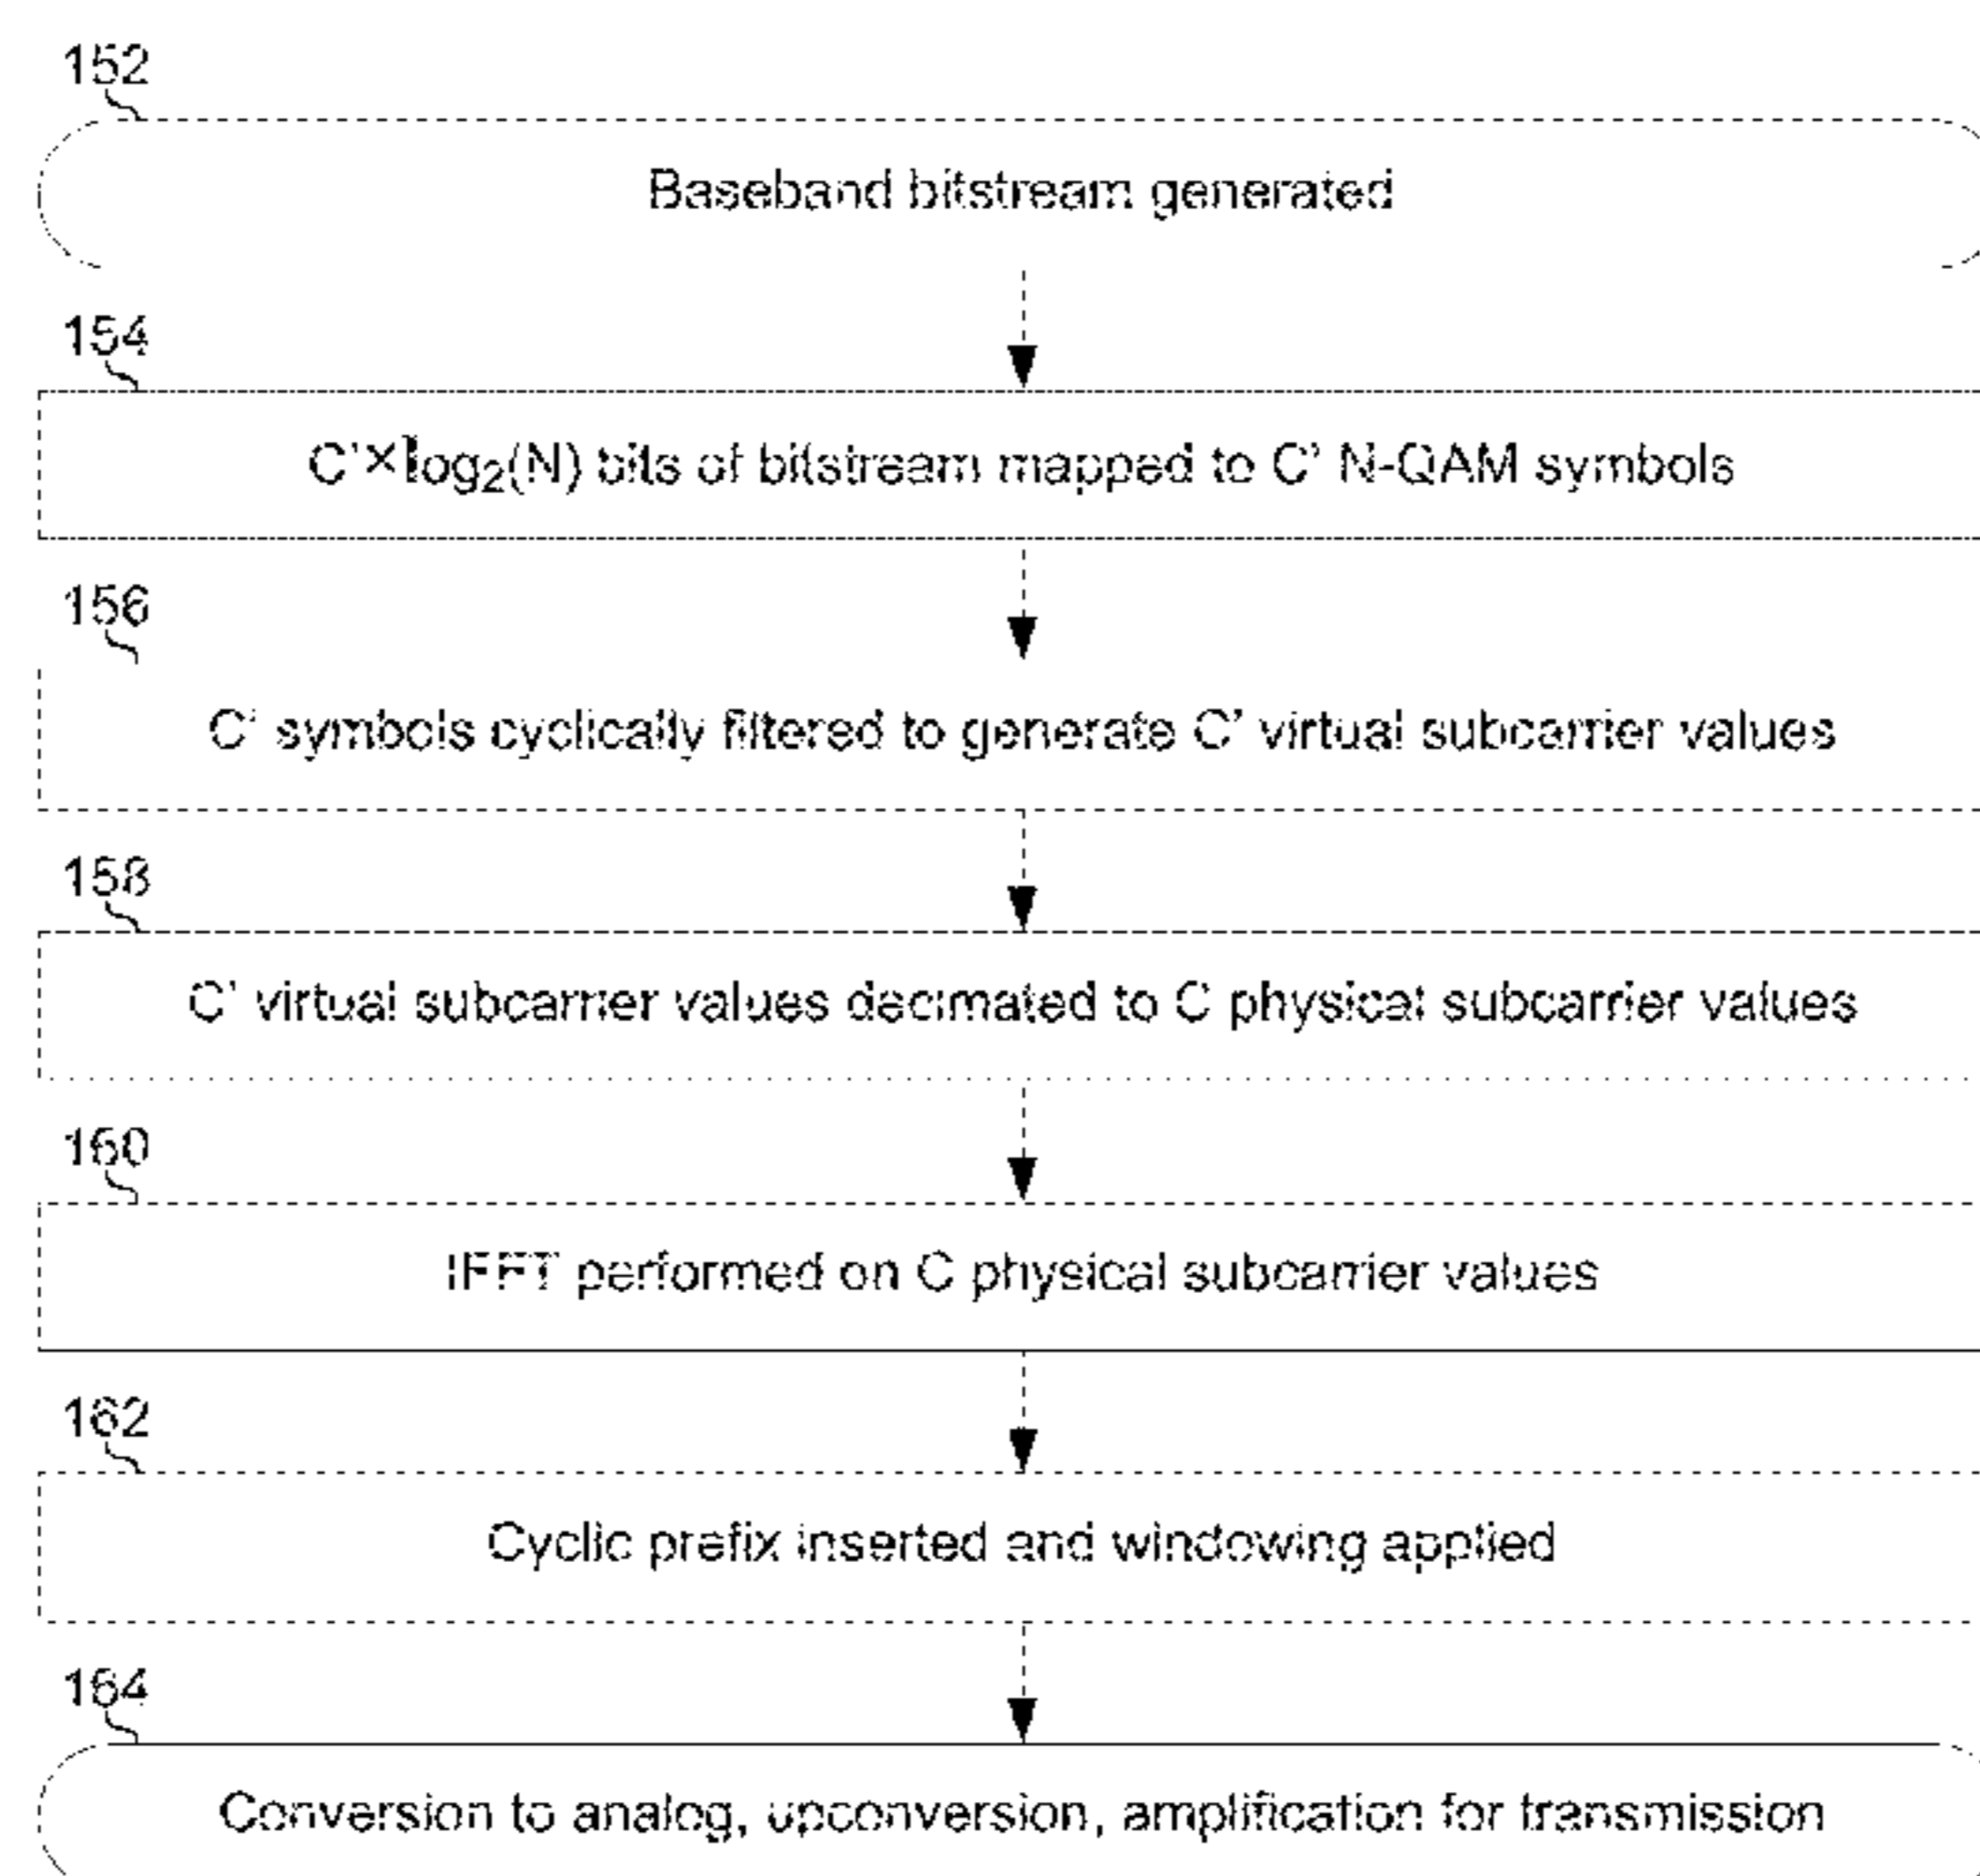 152
Baseband bitstream generated
154
C'×log₂(N) bits of bitstream mapped to C' N-QAM symbols
156
C' symbols cyclically filtered to generate C' virtual subcarrier values
158
C' virtual subcarrier values decimated to C physical subcarrier values
160
IFFT performed on C physical subcarrier values
162
Cyclic prefix inserted and windowing applied
164
Conversion to analog, upconversion, amplification for transmission